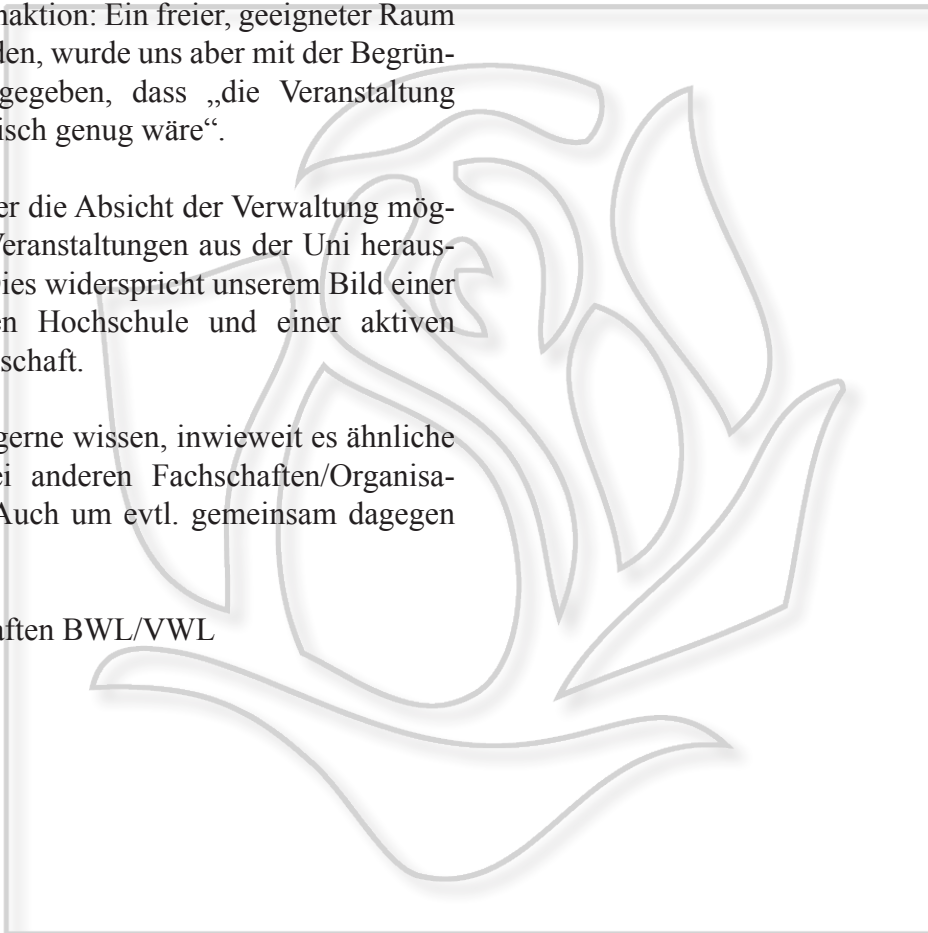 naktion: Ein freier, geeigneter Raum
den, wurde uns aber mit der Begrün-
gegeben, dass „die Veranstaltung
isch genug wäre“.
er die Absicht der Verwaltung mög-
Veranstaltungen aus der Uni heraus-
Dies widerspricht unserem Bild einer
en Hochschule und einer aktiven
schaft.
gerne wissen, inwieweit es ähnliche
ei anderen Fachschaften/Organisa-
Auch um evtl. gemeinsam dagegen
aften BWL/VWL